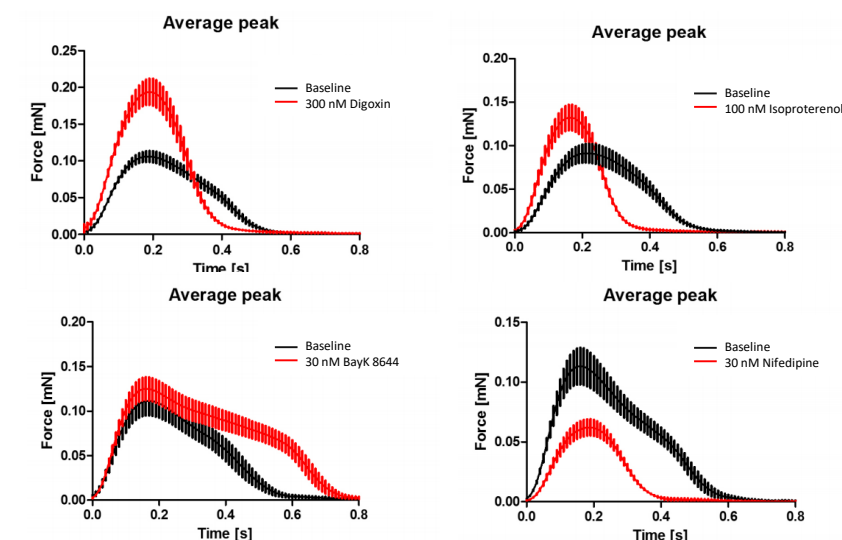 Average peak
0.25
0.20
0.15
0.10
0.05
0.00
0.0 0.2 0.4 0.6 0.8
Force [mN]
Time [s]
Baseline
300 nM Digoxin
Average peak
0.20
0.15
0.10
0.05
0.00
0.0 0.2 0.4 0.6 0.8
Force [mN]
Time [s]
Baseline
100 nM Isoproterenol
Average peak
0.20
0.15
0.10
0.05
0.00
0.0 0.2 0.4 0.6 0.8
Force [mN]
Time [s]
Baseline
30 nM BayK 8644
Average peak
0.15
0.10
0.05
0.00
0.0 0.2 0.4 0.6 0.8
Force [mN]
Time [s]
Baseline
30 nM Nifedipine